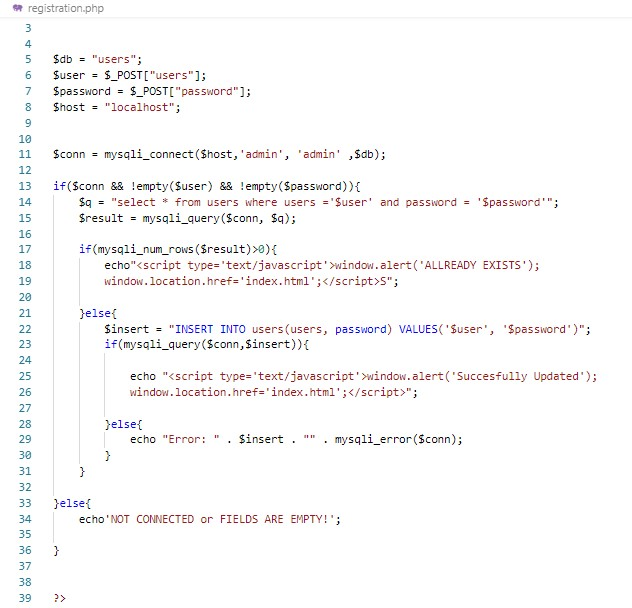 registration.php
3
4
5 $db = "users";
6 $user = $_POST["users"];
7 $password = $_POST["password"];
8 $host = "localhost";
9
10
11 $conn = mysqli_connect($host,'admin', 'admin' ,$db);
12
13 if($conn && !empty($user) && !empty($password)){
14 $q = "select * from users where users ='$user' and password = '$password'";
15 $result = mysqli_query($conn, $q);
16
17 if(mysqli_num_rows($result)>0){
18 echo"<script type='text/javascript'>window.alert('ALLREADY EXISTS');
19 window.location.href='index.html';</script>S";
20
21 }else{
22 $insert = "INSERT INTO users(users, password) VALUES('$user', '$password')";
23 if(mysqli_query($conn,$insert)){
24
25 echo "<script type='text/javascript'>window.alert('Succesfully Updated');
26 window.location.href='index.html';</script>";
27
28 }else{
29 echo "Error: " . $insert . "" . mysqli_error($conn);
30 }
31 }
32
33 }else{
34 echo'NOT CONNECTED or FIELDS ARE EMPTY!';
35
36 }
37
38
39 ?>